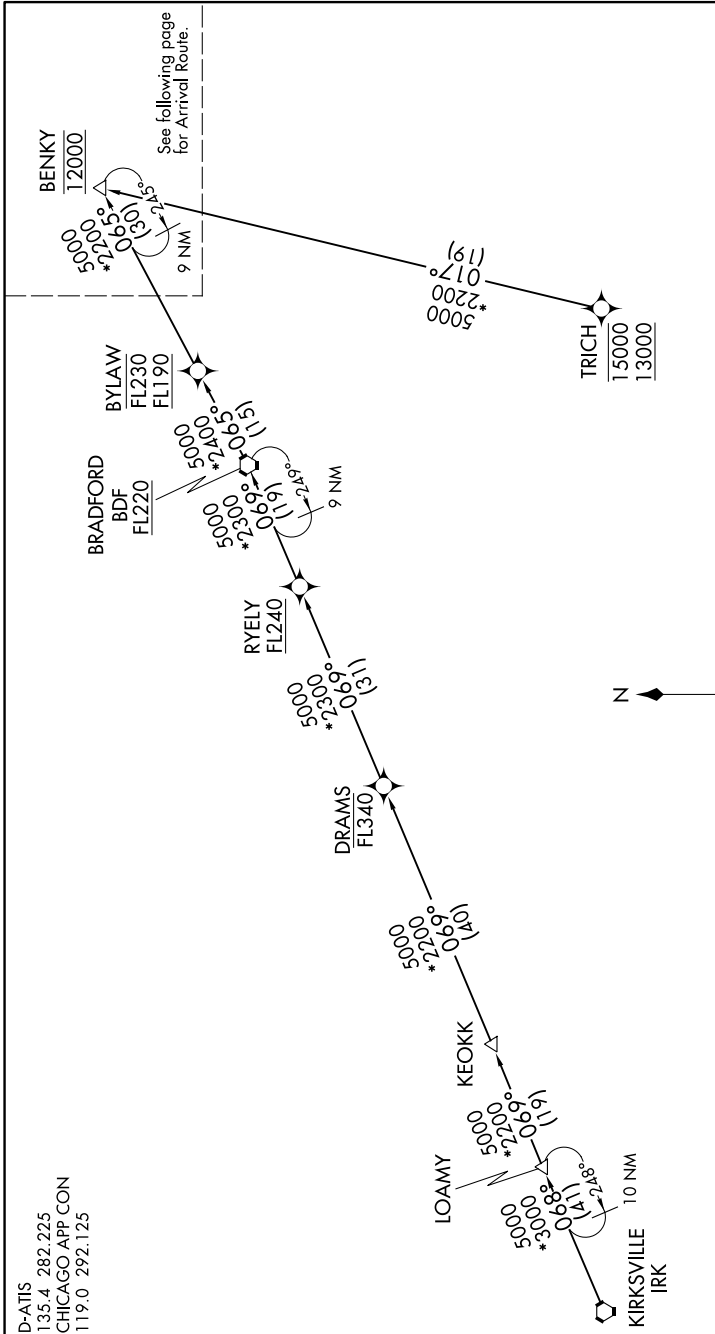 D-ATIS
135.4 282.225
CHICAGO APP CON
119.0 292.125
KIRKSVILLE
IRK
5000
*3000
068°
(41)
248°
10 NM
LOAMY
5000
*2200
069°
(19)
KEOKK
5000
*2200
069°
(40)
DRAMS
FL340
5000
*2300
069°
(31)
RYELY
FL240
5000
*2300
069°
(19)
249°
9 NM
BRADFORD
BDF
FL220
5000
*2400
065°
(15)
BYLAW
FL230
FL190
5000
*2200
065°
(30)
245°
9 NM
BENKY
12000
See following page
for Arrival Route.
5000
*2200
017°
(19)
TRICH
15000
13000
N